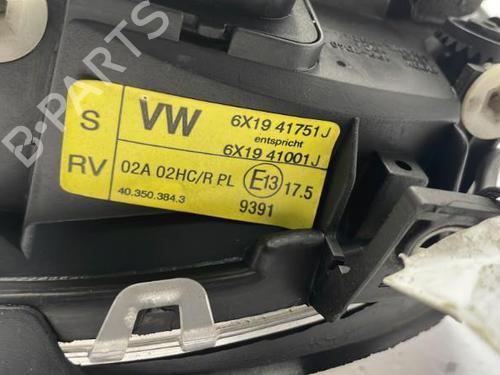 B-PARTS
S VW 6X19 41751J
entspricht
6X19 41001J
RV 02A 02HC/R PL E13 17.5
40.350.384.3 9391